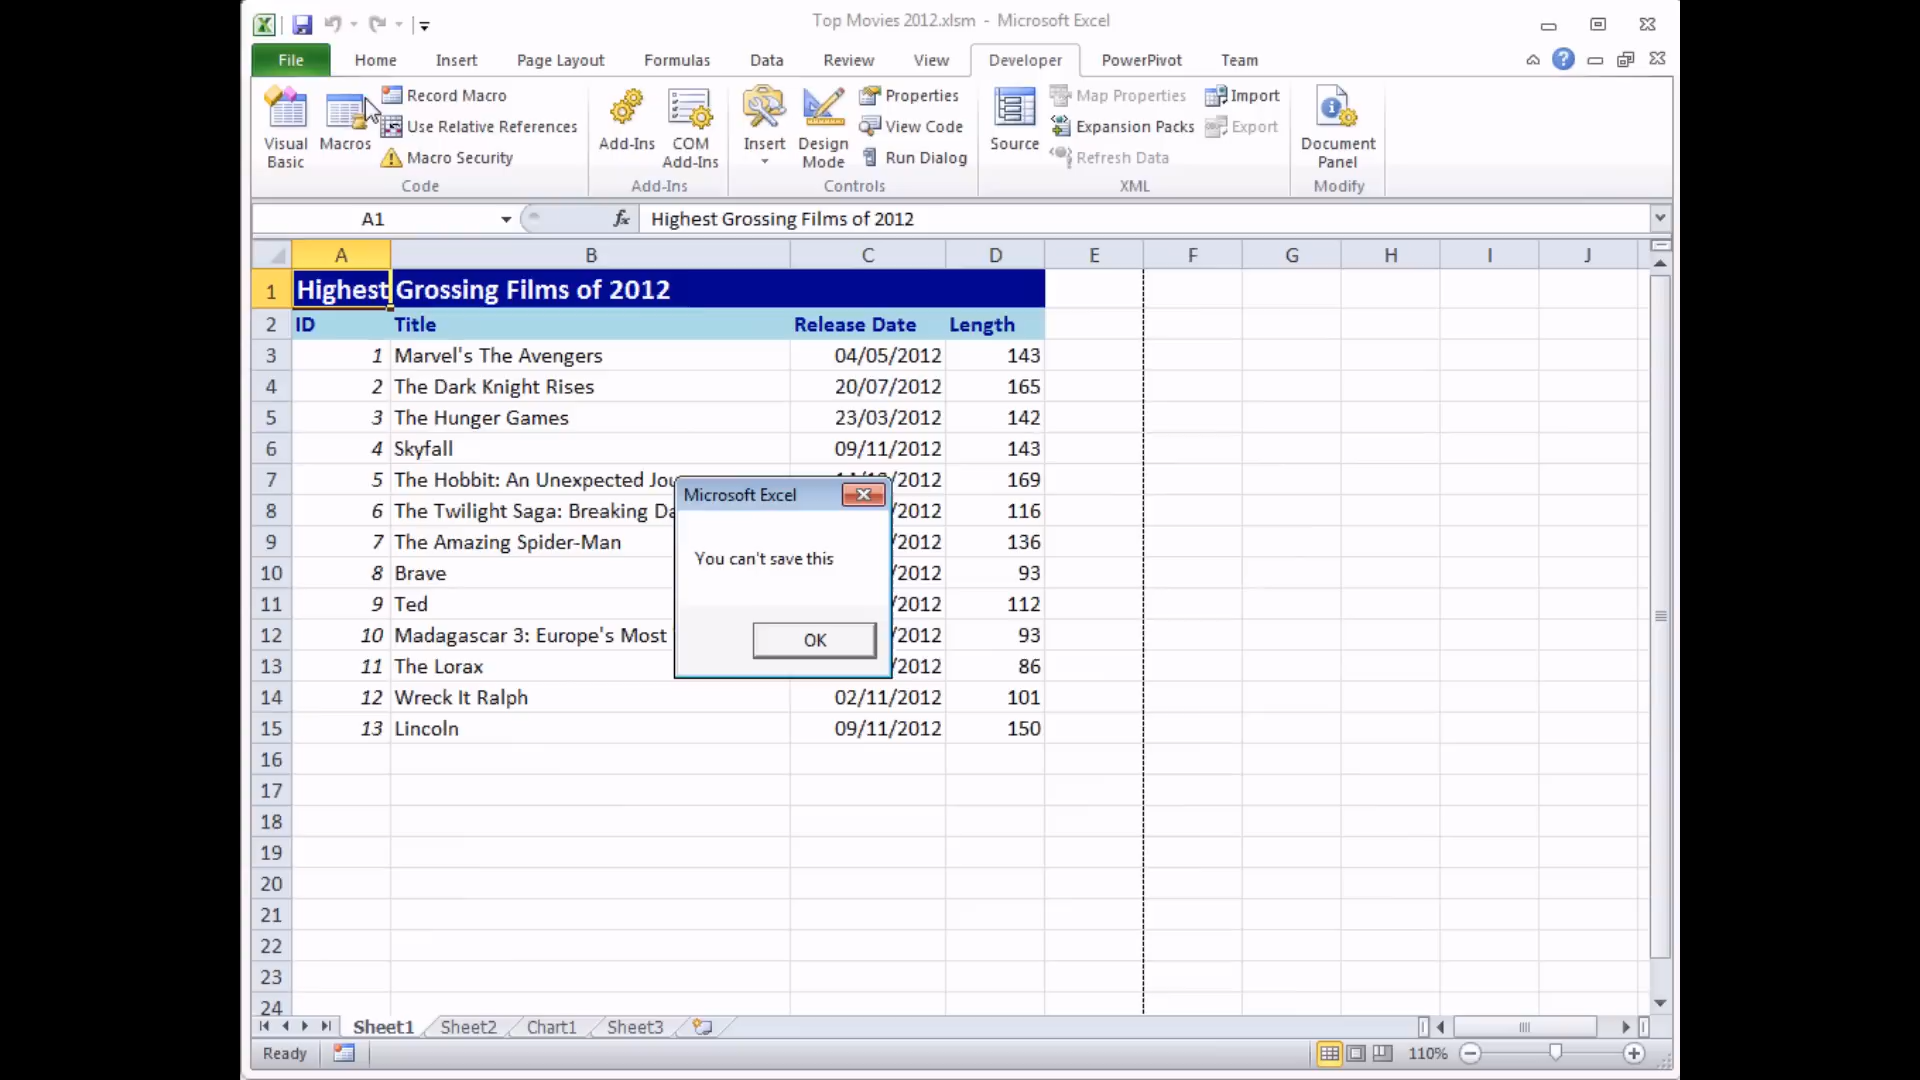 Top Movies 2012.xlsm - Microsoft Excel
File Home Insert Page Layout Formulas Data Review View Developer PowerPivot Team
Visual Basic
Macros
Record Macro
Use Relative References
Macro Security
Code
Add-Ins
COM Add-Ins
Add-Ins
Insert
Design Mode
Properties
View Code
Run Dialog
Controls
Source
Map Properties
Expansion Packs
Refresh Data
Import
Export
XML
Document Panel
Modify
A1 fx Highest Grossing Films of 2012
A B C D E F G H I J
1 Highest Grossing Films of 2012
2 ID Title Release Date Length
3 1 Marvel's The Avengers 04/05/2012 143
4 2 The Dark Knight Rises 20/07/2012 165
5 3 The Hunger Games 23/03/2012 142
6 4 Skyfall 09/11/2012 143
7 5 The Hobbit: An Unexpected /2012 169
8 6 The Twilight Saga: Breaking /2012 116
9 7 The Amazing Spider-Man /2012 136
10 8 Brave /2012 93
11 9 Ted /2012 112
12 10 Madagascar 3: Europe's Most /2012 93
13 11 The Lorax /2012 86
14 12 Wreck It Ralph 02/11/2012 101
15 13 Lincoln 09/11/2012 150
16
17
18
19
20
21
22
23
24
Microsoft Excel
You can't save this
OK
Sheet1 Sheet2 Chart1 Sheet3
Ready 110%